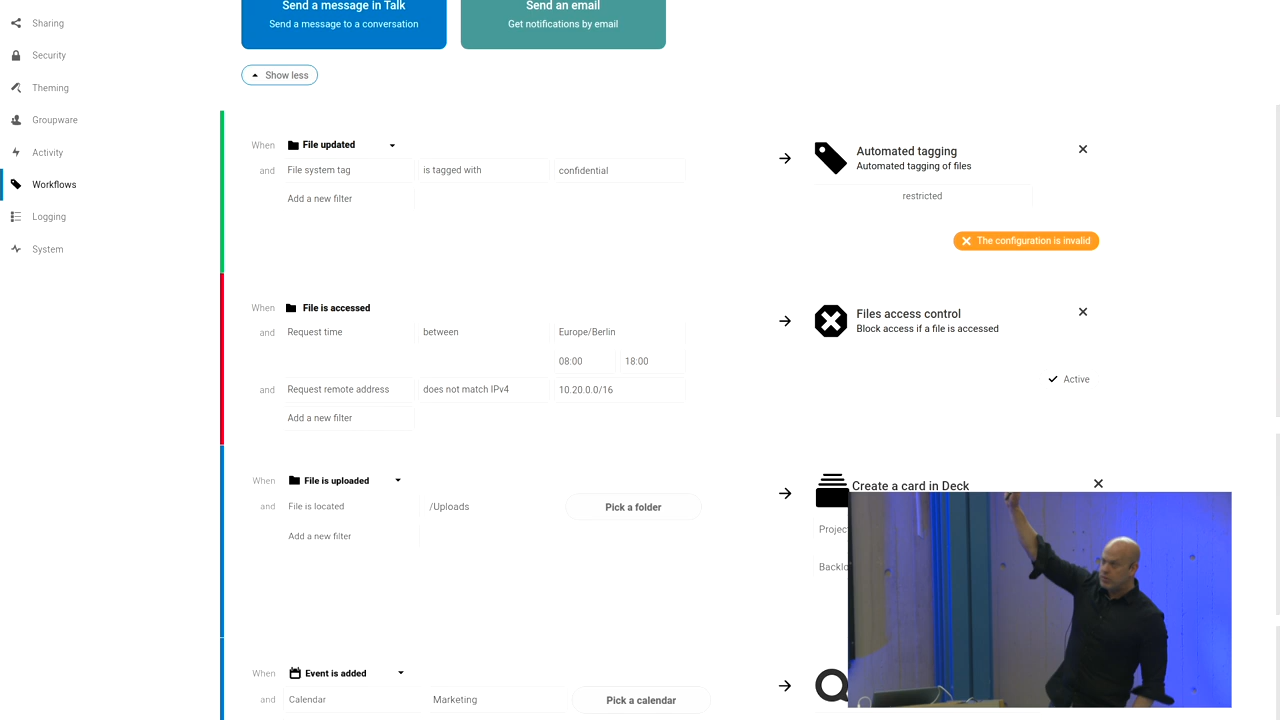 Sharing
Security
Theming
Groupware
Activity
Workflows
Logging
System
Send a message in Talk
Send a message to a conversation
Send an email
Get notifications by email
Show less
When File updated
and File system tag is tagged with confidential
Add a new filter
Automated tagging
Automated tagging of files
restricted
The configuration is invalid
When File is accessed
and Request time between Europe/Berlin
08:00 18:00
and Request remote address does not match IPv4 10.20.0.0/16
Add a new filter
Files access control
Block access if a file is accessed
Active
When File is uploaded
and File is located /Uploads Pick a folder
Add a new filter
Create a card in Deck
Project
Backlo
When Event is added
and Calendar Marketing Pick a calendar